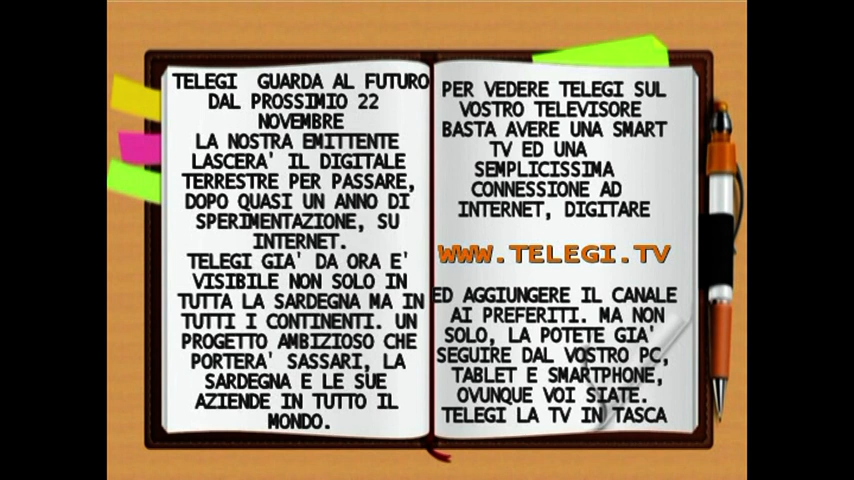 TELEGI GUARDA AL FUTURO
DAL PROSSIMIO 22
NOVEMBRE
LA NOSTRA EMITTENTE
LASCERA' IL DIGITALE
TERRESTRE PER PASSARE,
DOPO QUASI UN ANNO DI
SPERIMENTAZIONE, SU
INTERNET.
TELEGI GIA' DA ORA E'
VISIBILE NON SOLO IN
TUTTA LA SARDEGNA MA IN
TUTTI I CONTINENTI. UN
PROGETTO AMBIZIOSO CHE
PORTERA' SASSARI, LA
SARDEGNA E LE SUE
AZIENDE IN TUTTO IL
MONDO.
PER VEDERE TELEGI SUL
VOSTRO TELEVISORE
BASTA AVERE UNA SMART
TV ED UNA
SEMPLICISSIMA
CONNESSIONE AD
INTERNET, DIGITARE
WWW.TELEGI.TV
ED AGGIUNGERE IL CANALE
AI PREFERITI. MA NON
SOLO, LA POTETE GIA'
SEGUIRE DAL VOSTRO PC,
TABLET E SMARTPHONE,
OVUNQUE VOI SIATE.
TELEGI LA TV IN TASCA